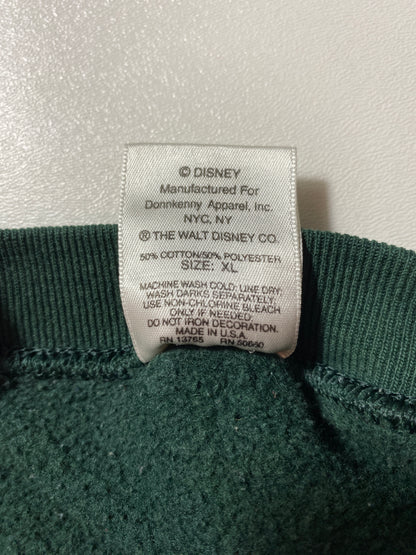 © DISNEY
Manufactured For
Donnkenny Apparel, Inc.
NYC, NY
® THE WALT DISNEY CO.
50% COTTON/50% POLYESTER
SIZE: XL
MACHINE WASH COLD: LINE DRY:
WASH DARKS SEPARATELY:
USE NON-CHLORINE BLEACH
ONLY IF NEEDED:
DO NOT IRON DECORATION.
MADE IN U.S.A.
RN 13765 RN 50660